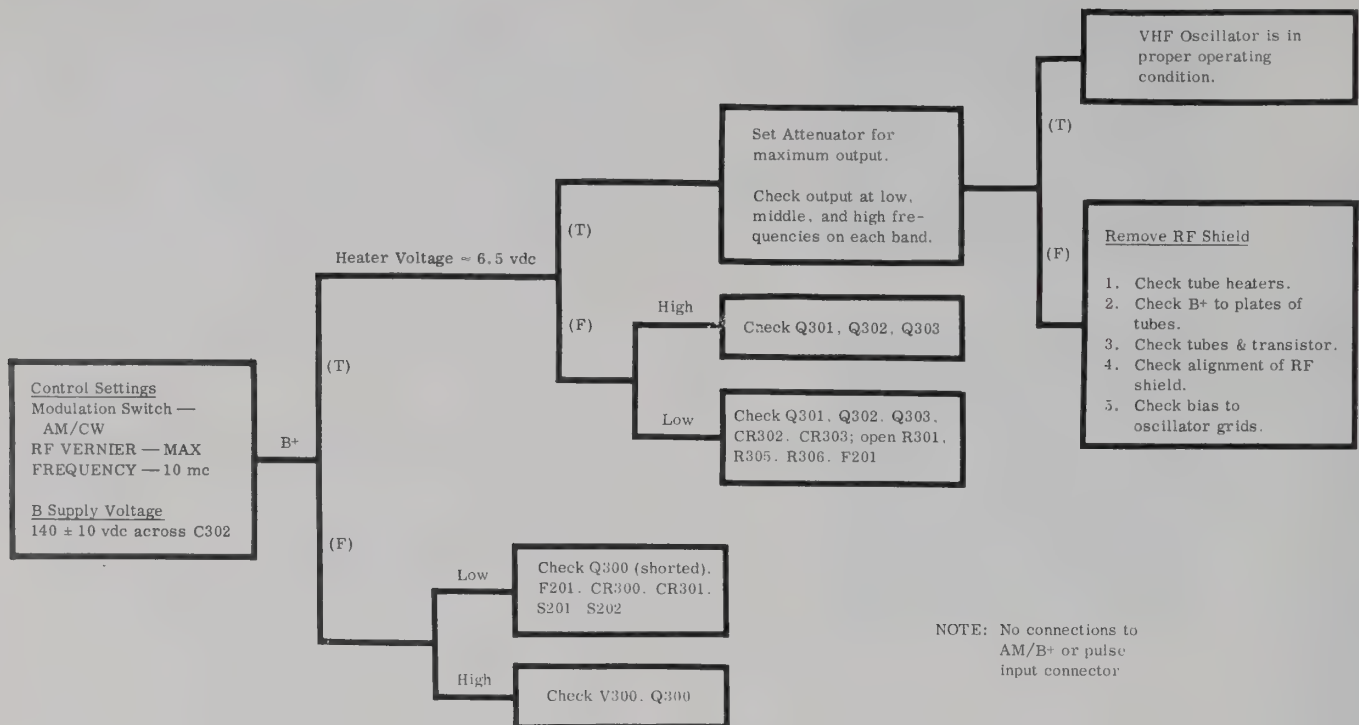 Control Settings
Modulation Switch —
AM/CW
RF VERNIER — MAX
FREQUENCY — 10 mc
B Supply Voltage
140 ± 10 vdc across C302
B+
(T)
(F)
Heater Voltage ≈ 6.5 vdc
(T)
(F)
Set Attenuator for
maximum output.
Check output at low,
middle, and high fre-
quencies on each band.
(T)
(F)
VHF Oscillator is in
proper operating
condition.
Remove RF Shield
1. Check tube heaters.
2. Check B+ to plates of
tubes.
3. Check tubes & transistor.
4. Check alignment of RF
shield.
5. Check bias to
oscillator grids.
High
Check Q301, Q302, Q303
Low
Check Q301, Q302, Q303,
CR302, CR303; open R301,
R305, R306, F201
Low
Check Q300 (shorted),
F201, CR300, CR301,
S201 S202
High
Check V300, Q300
NOTE: No connections to
AM/B+ or pulse
input connector